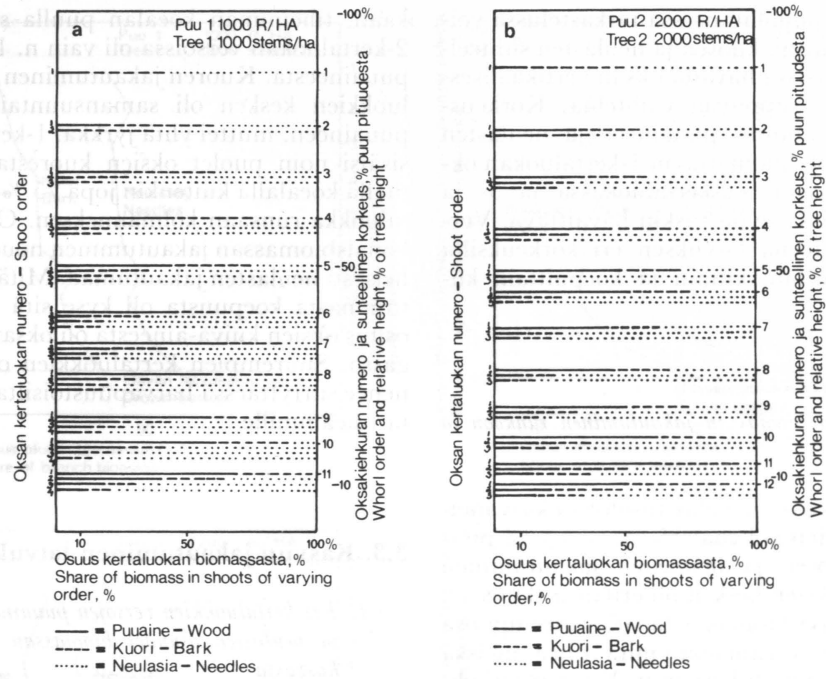 a
Puu 1 1000 R/HA
Tree 1 1000 stems/ha
-100%
1
2
3
4
5 -50
6
7
8
9
10
11
-10
Oksan kertaluokan numero – Shoot order
Oksakiehkuran numero ja suhteellinen korkeus, % puun pituudesta
Whorl order and relative height, % of tree height
10 50 100%
Osuus kertaluokan biomassasta, %
Share of biomass in shoots of varying
order, %
Puuaine – Wood
Kuori – Bark
Neulasia – Needles
b
Puu2 2000 R/HA
Tree 2 2000 stems/ha
-100%
1
2
3
4
5 -50
6
7
8
9
10
11
-10
12
Oksan kertaluokan numero – Shoot order
Oksakiehkuran numero ja suhteellinen korkeus, % puun pituudesta
Whorl order and relative height, % of tree height
10 50 100%
Osuus kertaluokan biomassasta, %
Share of biomass in shoots of varying
order, %
Puuaine – Wood
Kuori – Bark
Neulasia – Needles